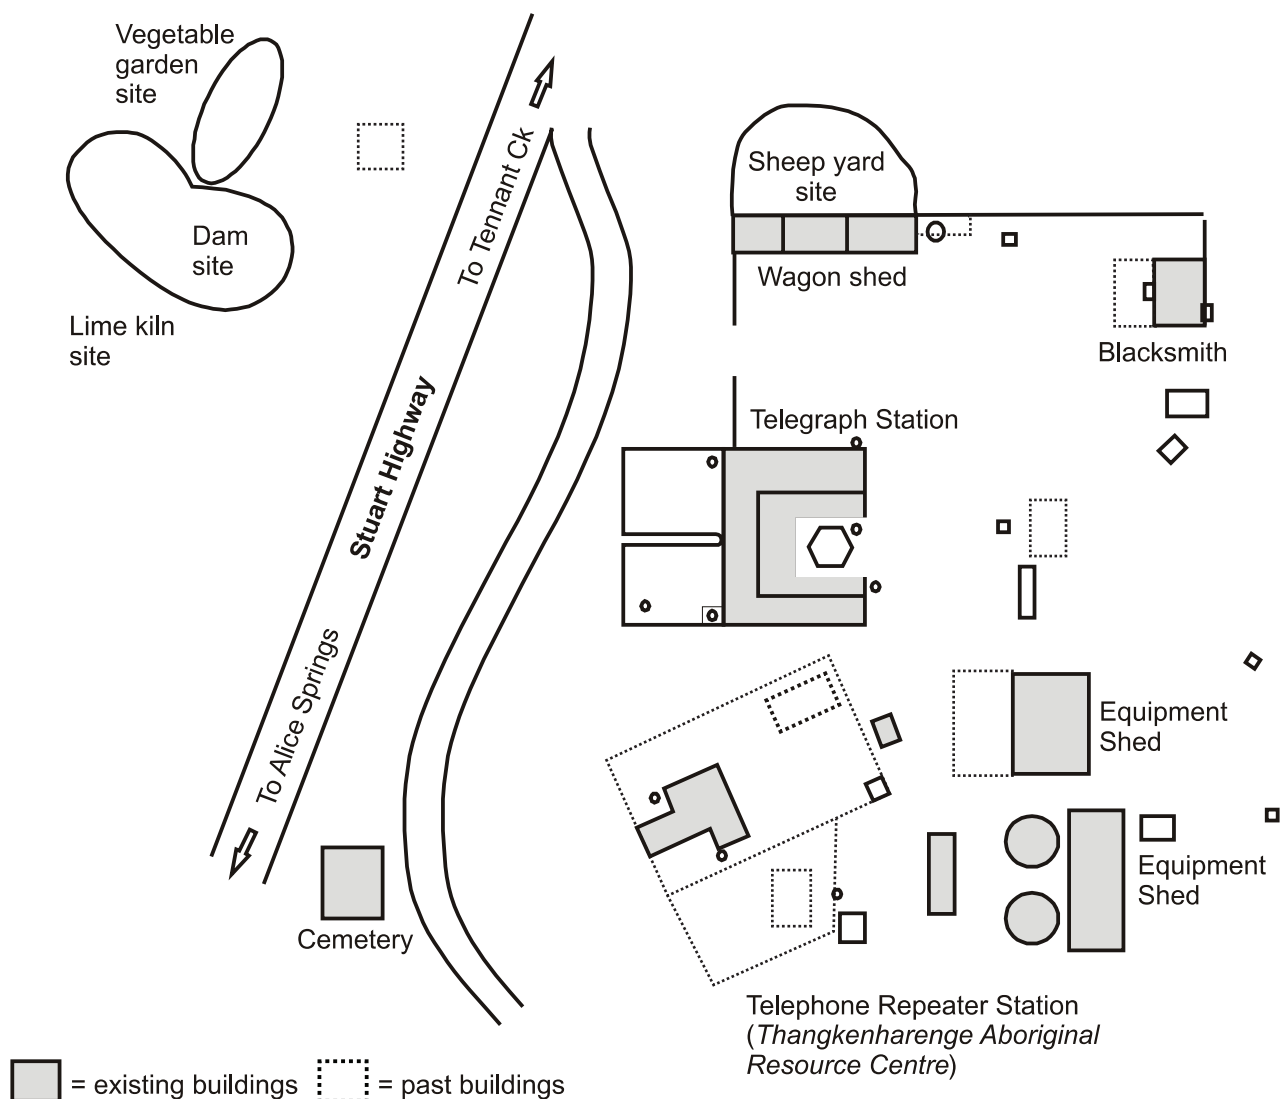 Vegetable
garden
site
Dam
site
Lime kiln
site
To Tennant Ck
Stuart Highway
To Alice Springs
Cemetery
Sheep yard
site
Wagon shed
Blacksmith
Telegraph Station
Equipment
Shed
Equipment
Shed
Telephone Repeater Station
(Thangkenharenge Aboriginal
Resource Centre)
= existing buildings
= past buildings